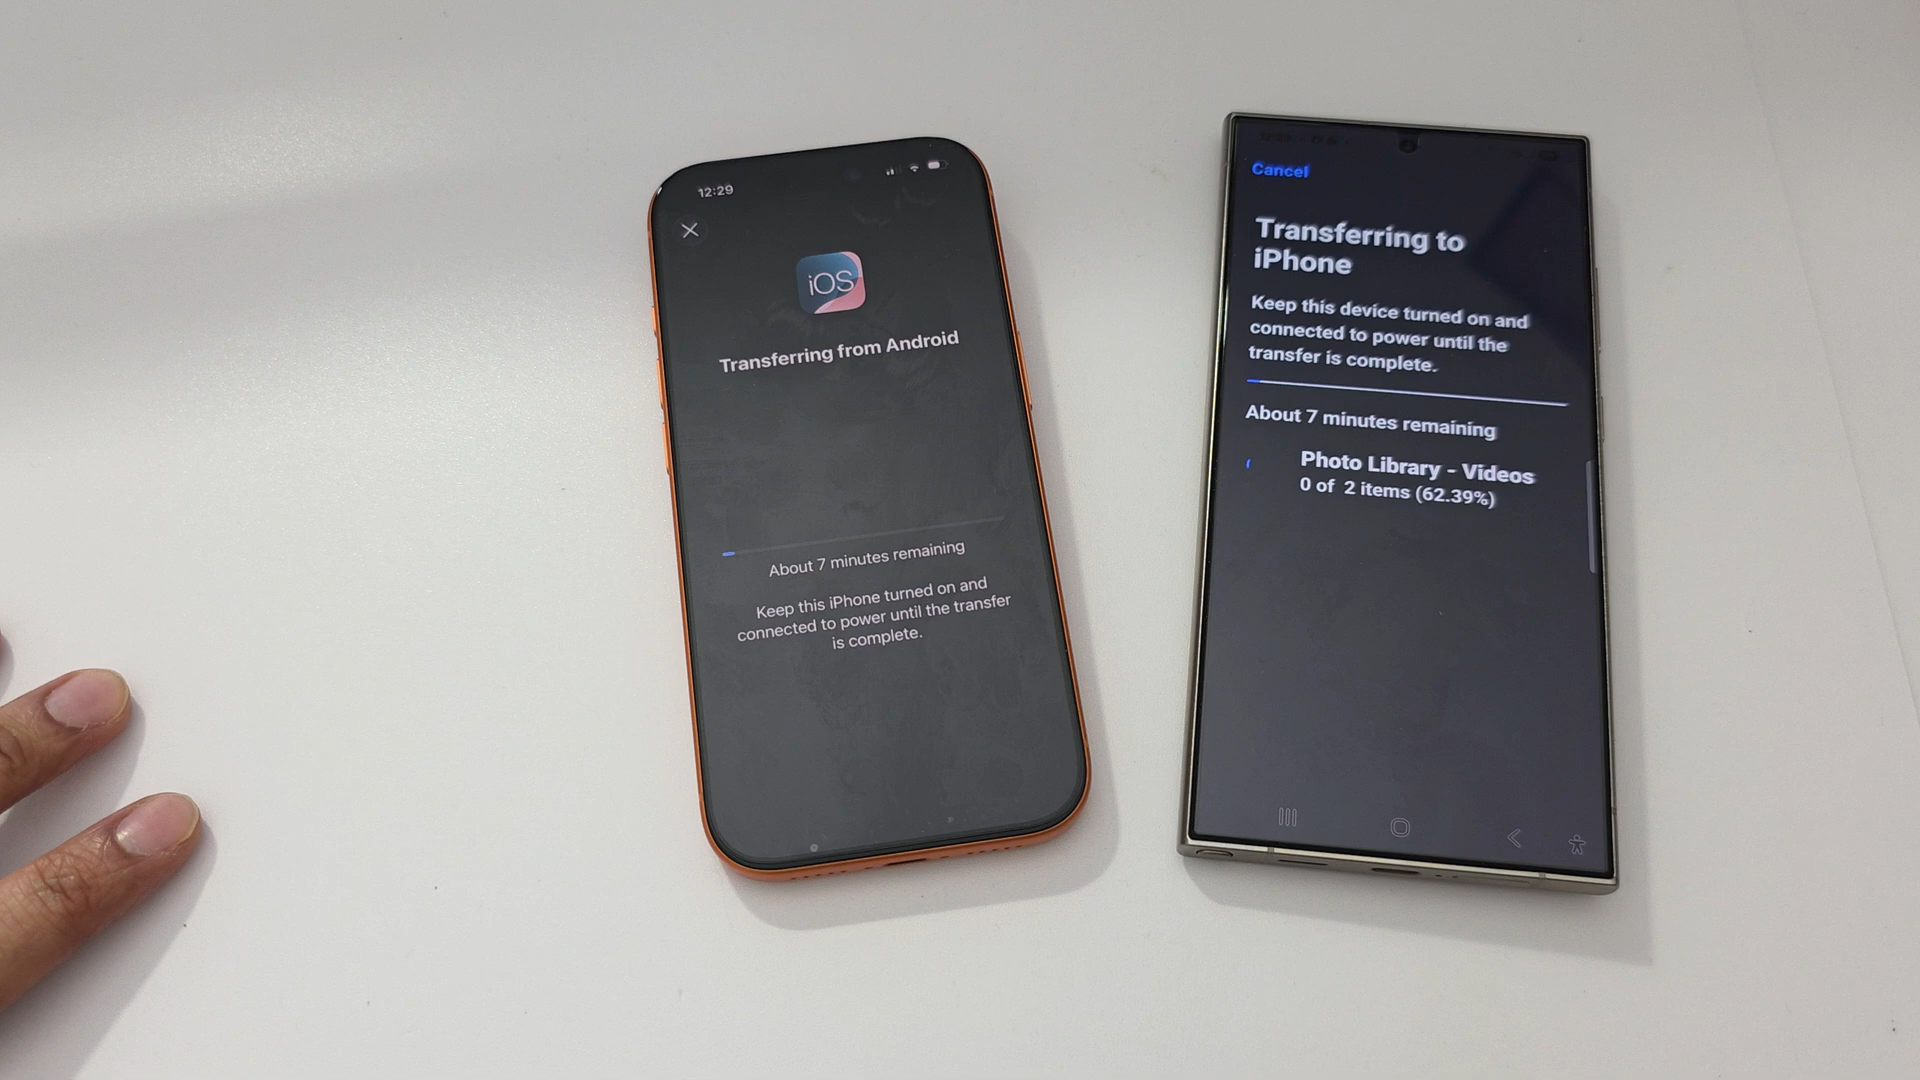 12:29
iOS
Transferring from Android
About 7 minutes remaining
Keep this iPhone turned on and
connected to power until the transfer
is complete.
Cancel
Transferring to
iPhone
Keep this device turned on and
connected to power until the
transfer is complete.
About 7 minutes remaining
Photo Library - Videos
0 of 2 items (62.39%)